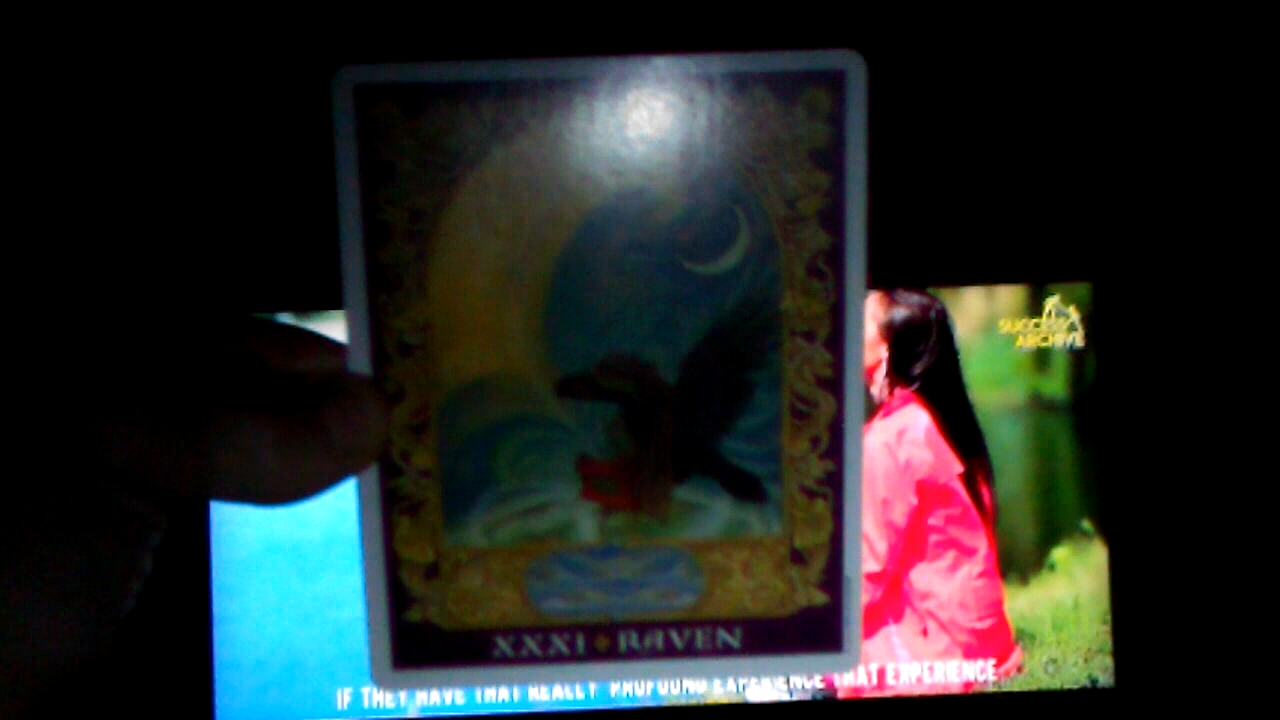 SUCCESS
ARCHIVE
XXXI ♦ RAVEN
IF THEY HAVE THAT REALLY PROFOUND EXPERIENCE THAT EXPERIENCE